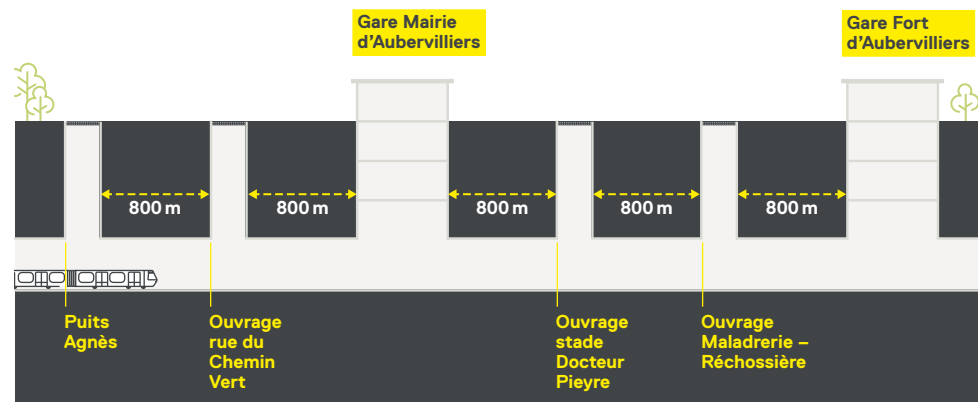 Gare Mairie
d’Aubervilliers
Gare Fort
d’Aubervilliers
800 m
800 m
800 m
800 m
800 m
Puits
Agnès
Ouvrage
rue du
Chemin
Vert
Ouvrage
stade
Docteur
Pieyre
Ouvrage
Maladrerie –
Réchossière